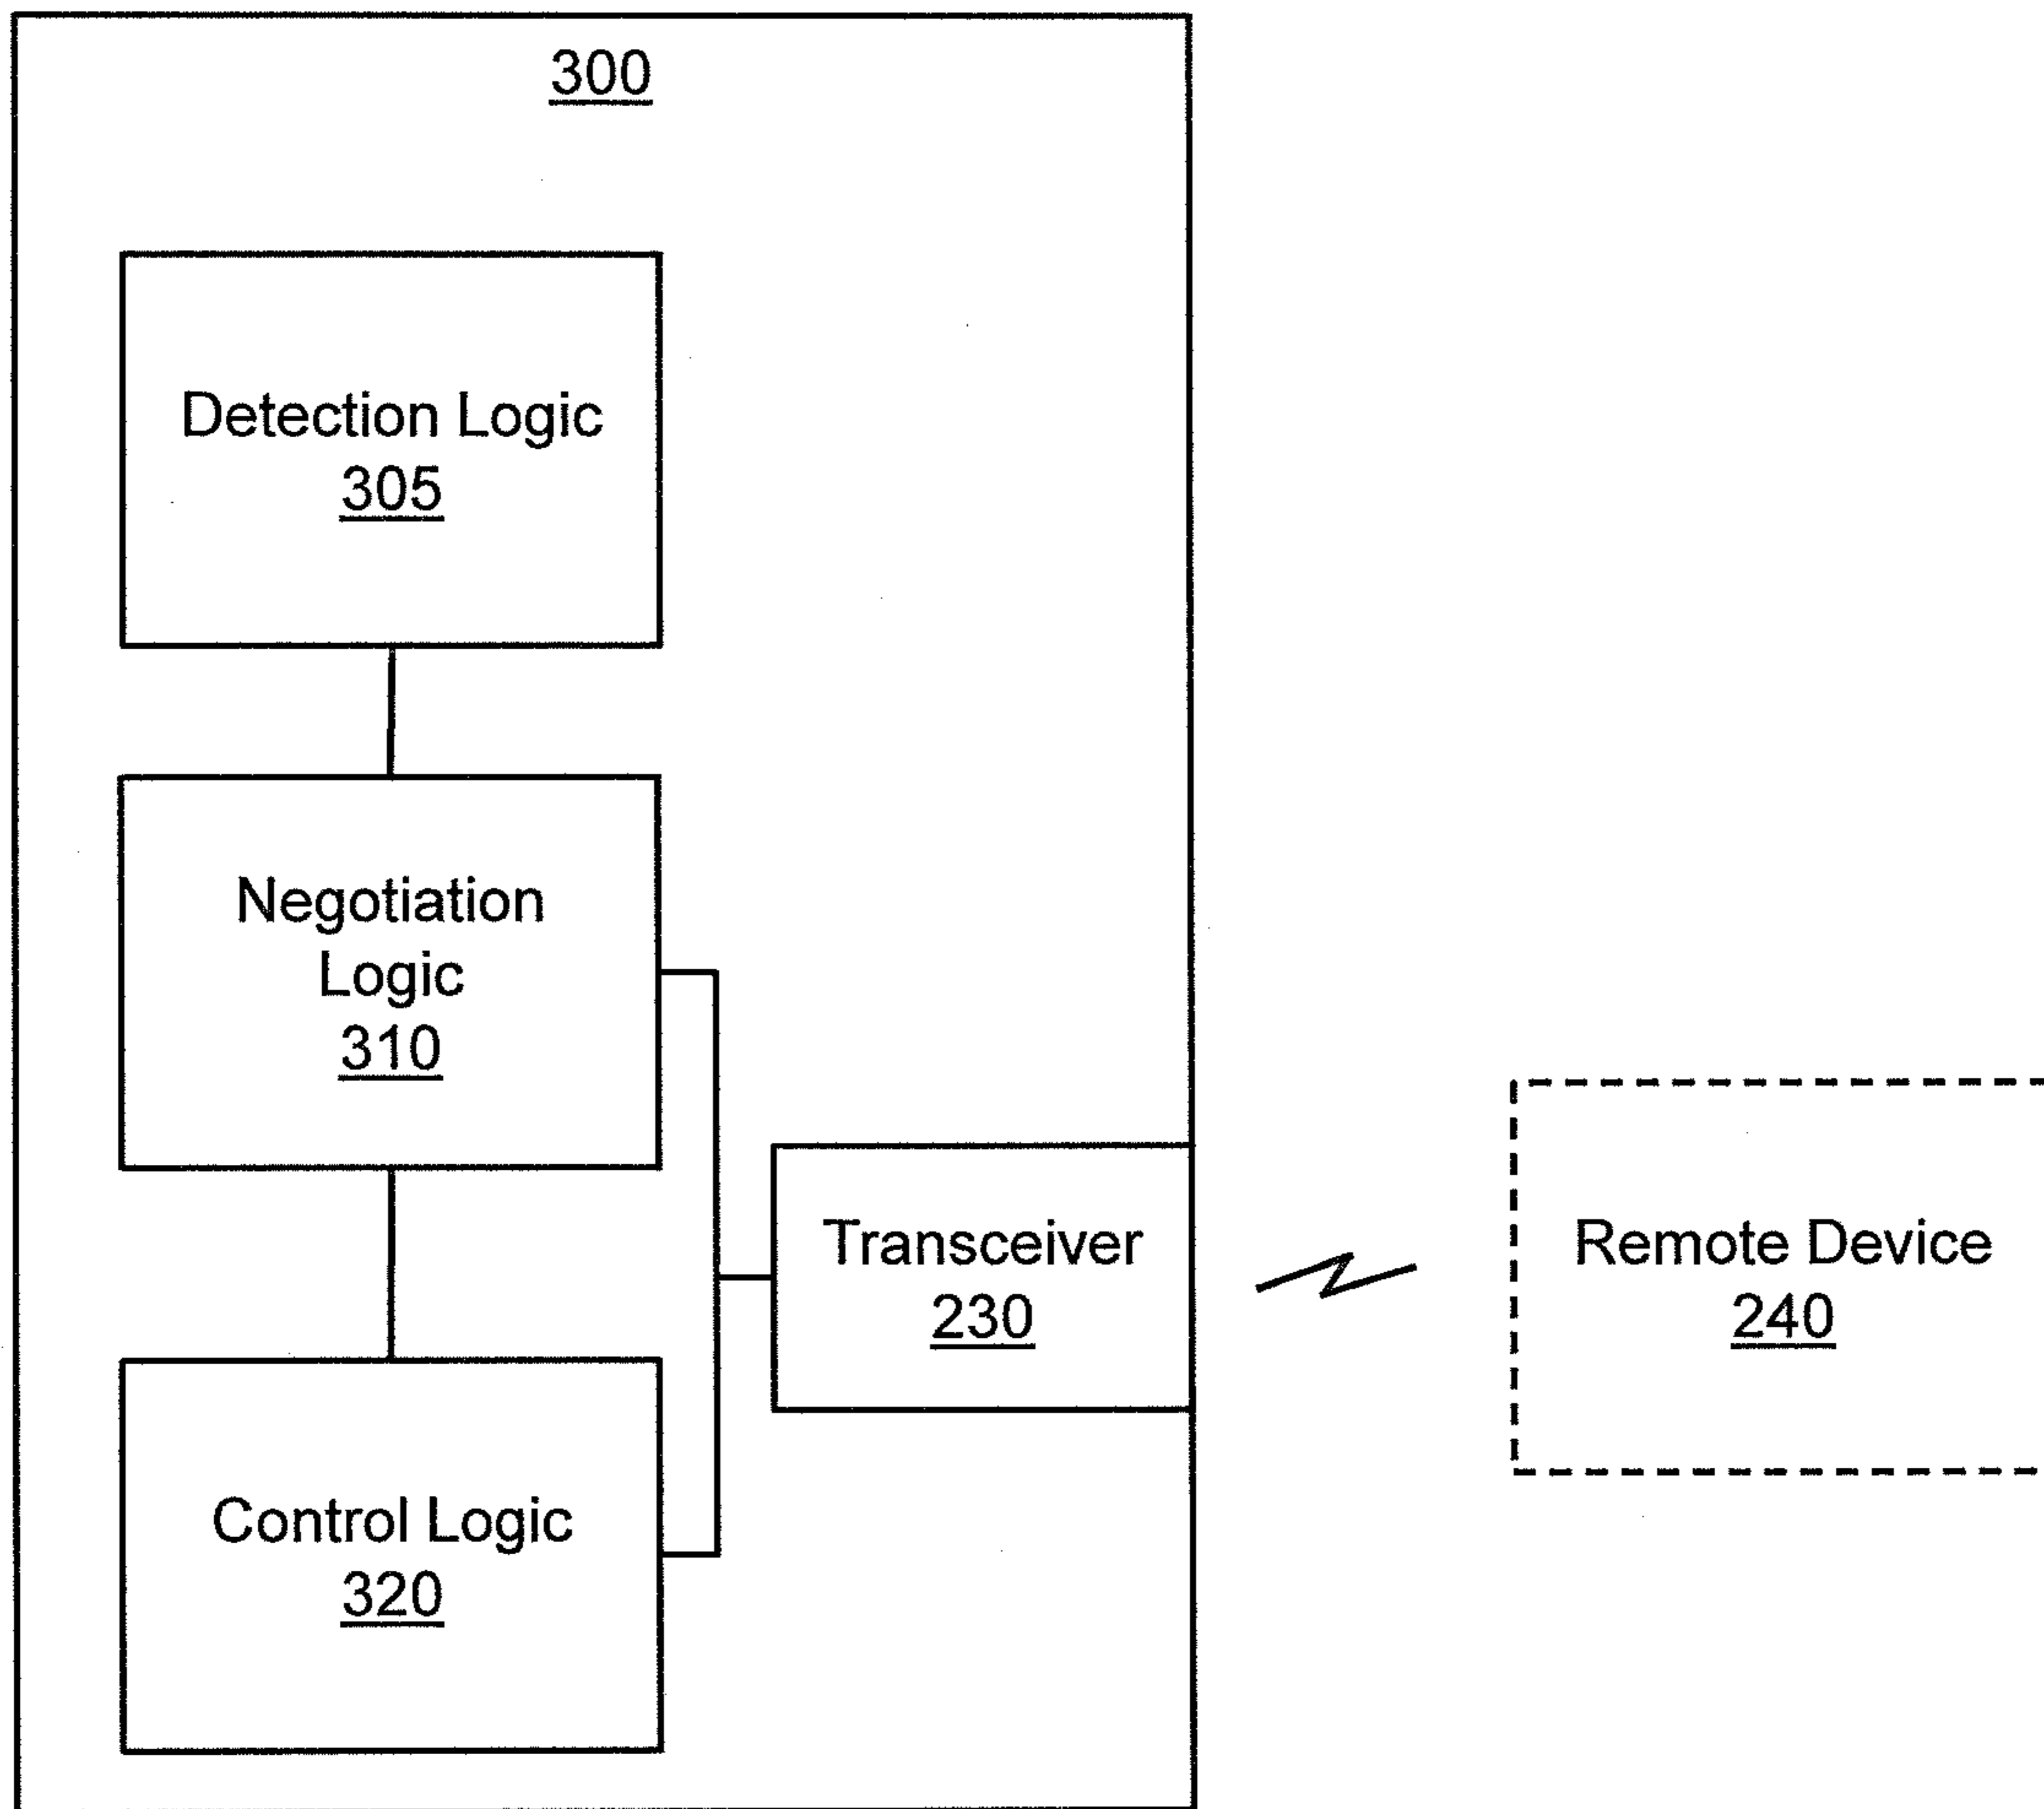 300
Detection Logic
305
Negotiation
Logic
310
Transceiver
230
Remote Device
240
Control Logic
320